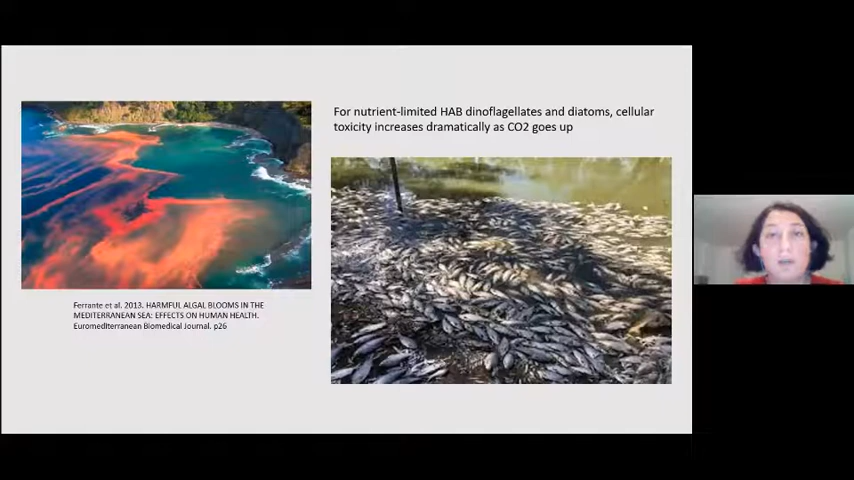 For nutrient-limited HAB dinoflagellates and diatoms, cellular
toxicity increases dramatically as CO2 goes up
Ferrante et al. 2013. HARMFUL ALGAL BLOOMS IN THE
MEDITERRANEAN SEA: EFFECTS ON HUMAN HEALTH.
Euromediterranean Biomedical Journal. p26